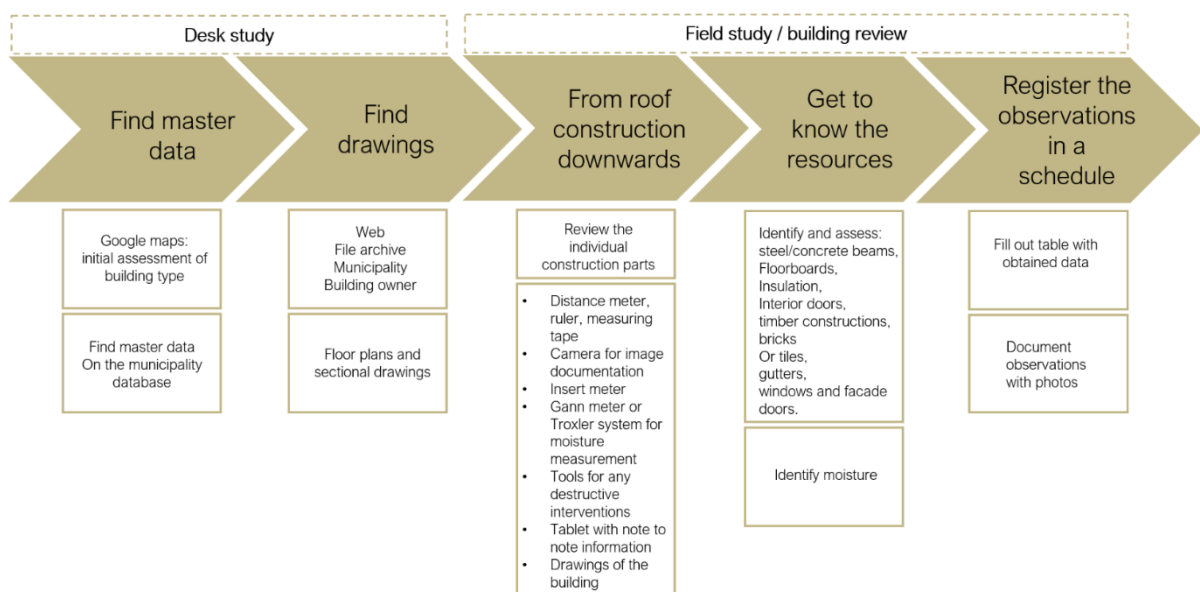 Desk study
Field study / building review
Find master
data
Find
drawings
From roof
construction
downwards
Get to
know the
resources
Register the
observations
in a
schedule
Google maps:
initial assessment of
building type
Find master data
On the municipality
database
Web
File archive
Municipality
Building owner
Floor plans and
sectional drawings
Review the
individual
construction parts
• Distance meter,
ruler, measuring
tape
• Camera for image
documentation
• Insert meter
• Gann meter or
Troxler system for
moisture
measurement
• Tools for any
destructive
interventions
• Tablet with note to
note information
• Drawings of the
building
Identify and assess:
steel/concrete beams,
Floorboards,
Insulation,
Interior doors,
timber constructions,
bricks
Or tiles,
gutters,
windows and facade
doors.
Identify moisture
Fill out table with
obtained data
Document
observations
with photos